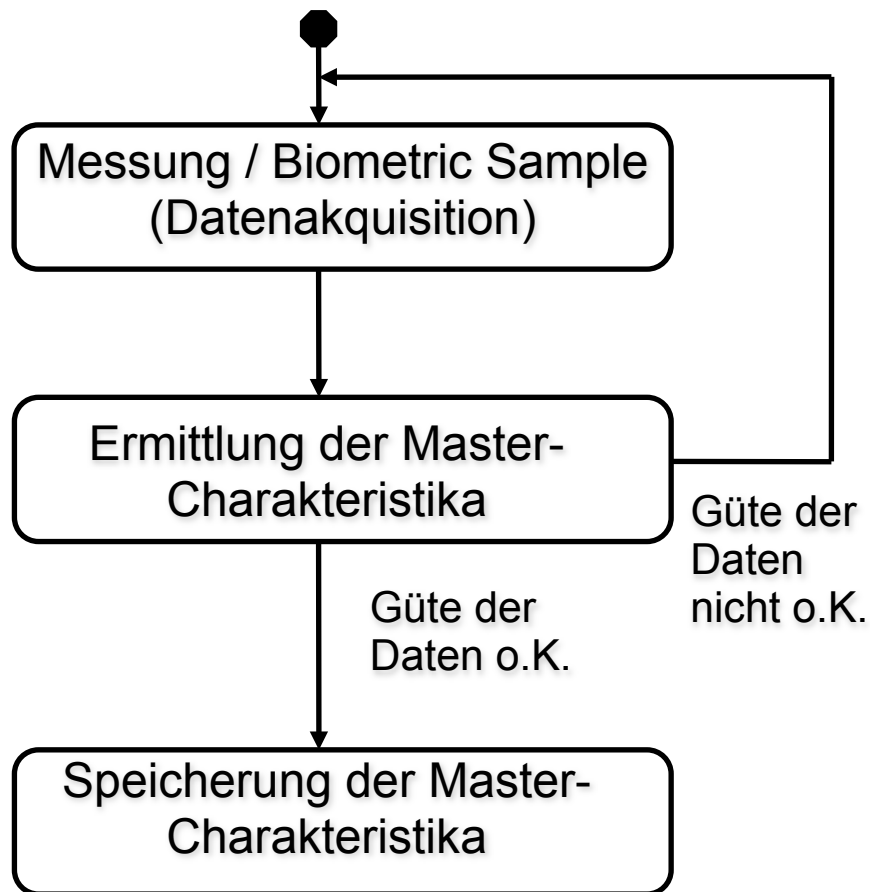 Messung / Biometric Sample
(Datenakquisition)
Ermittlung der Master-
Charakteristika
Güte der
Daten
nicht o.K.
Güte der
Daten o.K.
Speicherung der Master-
Charakteristika